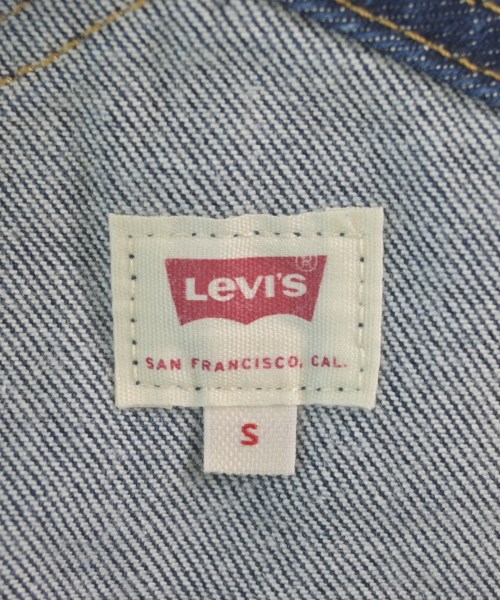 Levi's ®
SAN FRANCISCO, CAL.
S